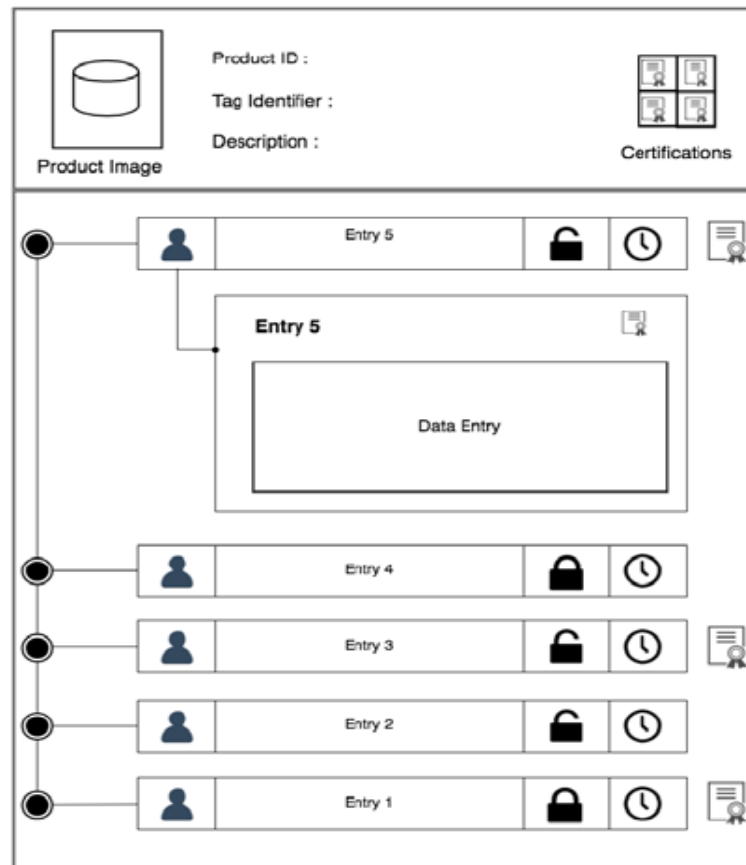 Product ID :
Tag Identifier :
Description :
Product Image
Certifications
Entry 5
Entry 5
Data Entry
Entry 4
Entry 3
Entry 2
Entry 1